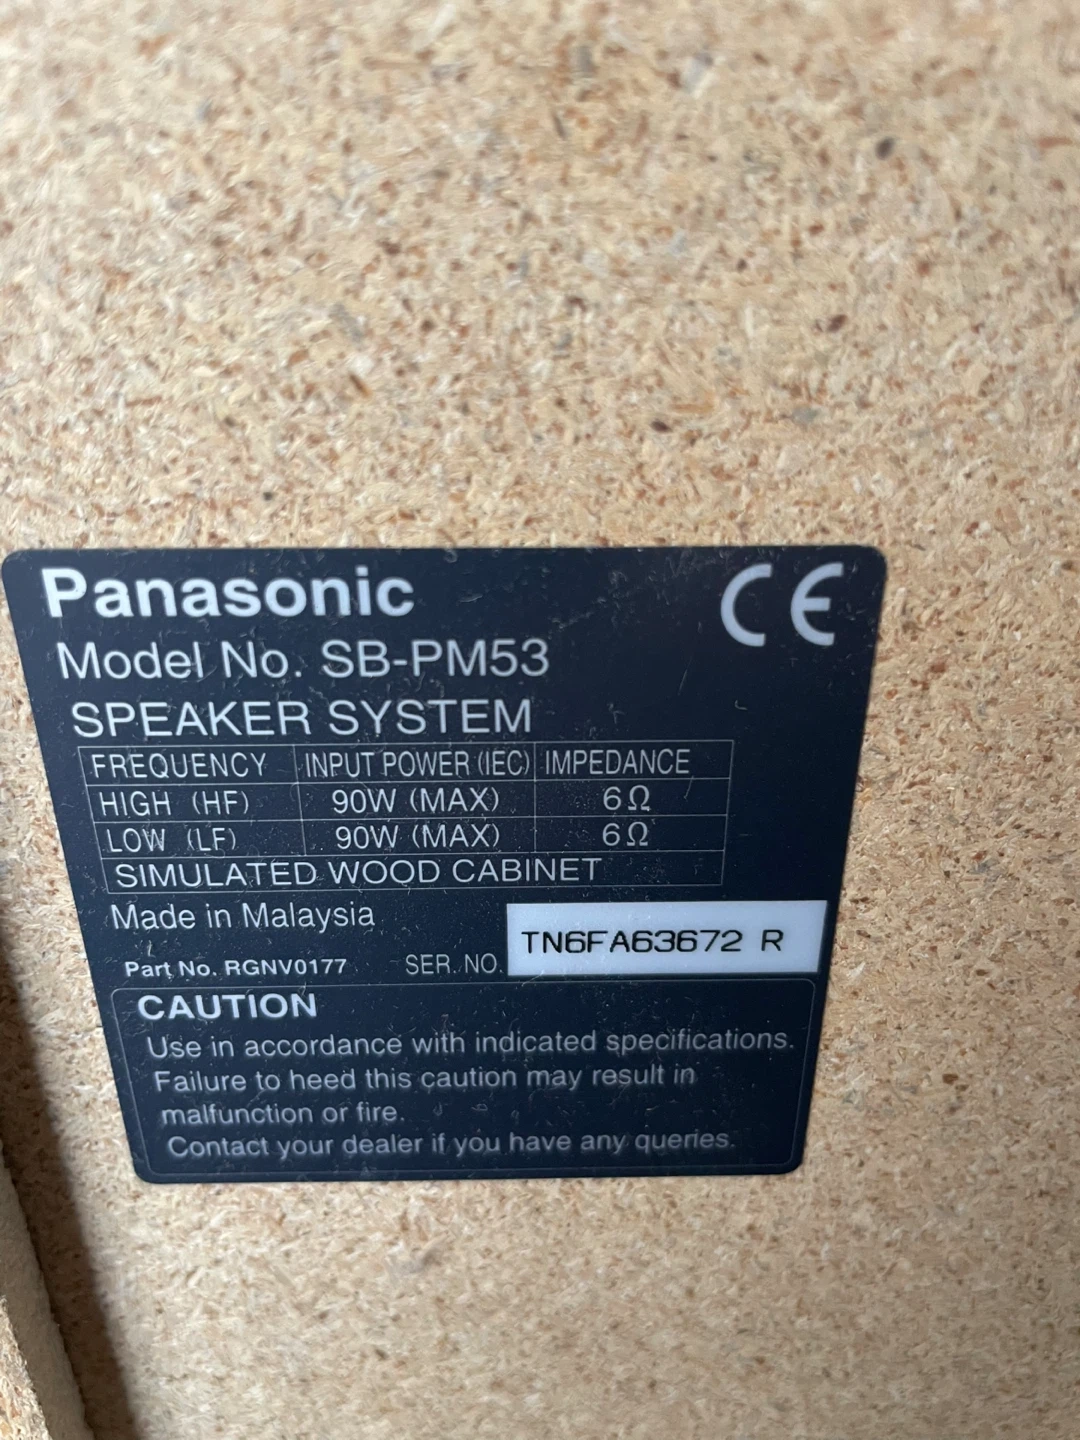 Panasonic CE
Model No. SB-PM53
SPEAKER SYSTEM
FREQUENCY INPUT POWER (IEC) IMPEDANCE
HIGH (HF) 90W (MAX) 6Ω
LOW (LF) 90W (MAX) 6Ω
SIMULATED WOOD CABINET
Made in Malaysia
Part No. RGNV0177 SER. NO. TN6FA63672 R
CAUTION
Use in accordance with indicated specifications.
Failure to heed this caution may result in
malfunction or fire.
Contact your dealer if you have any queries.